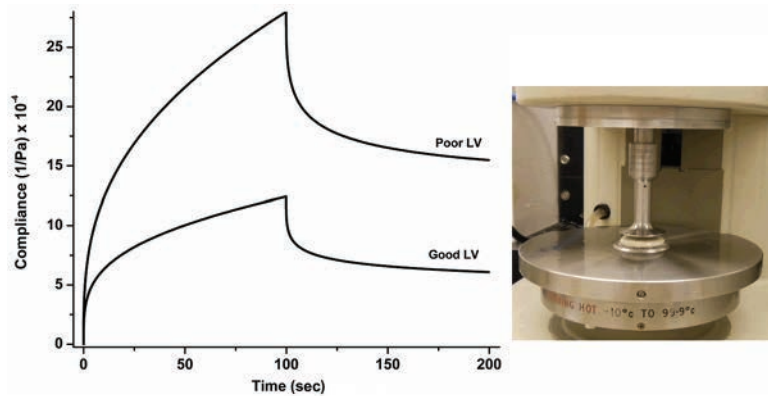 Compliance (1/Pa) x 10⁻⁴
25
20
15
10
5
0
Poor LV
Good LV
0 50 100 150 200
Time (sec)
HOT -10°C TO 99·9°C